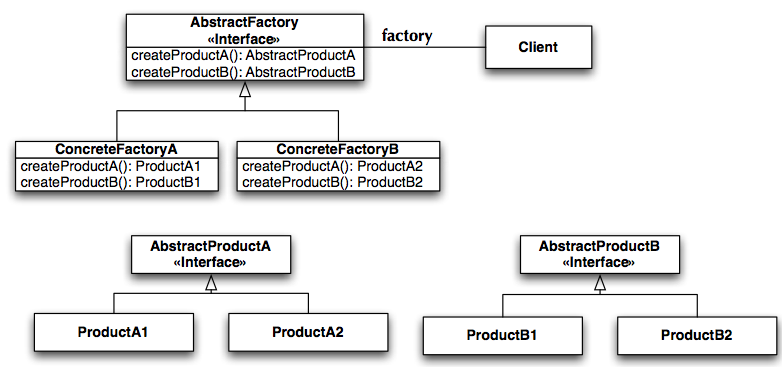 AbstractFactory
«Interface»
createProductA(): AbstractProductA
createProductB(): AbstractProductB
factory
Client
ConcreteFactoryA
createProductA(): ProductA1
createProductB(): ProductB1
ConcreteFactoryB
createProductA(): ProductA2
createProductB(): ProductB2
AbstractProductA
«Interface»
AbstractProductB
«Interface»
ProductA1
ProductA2
ProductB1
ProductB2